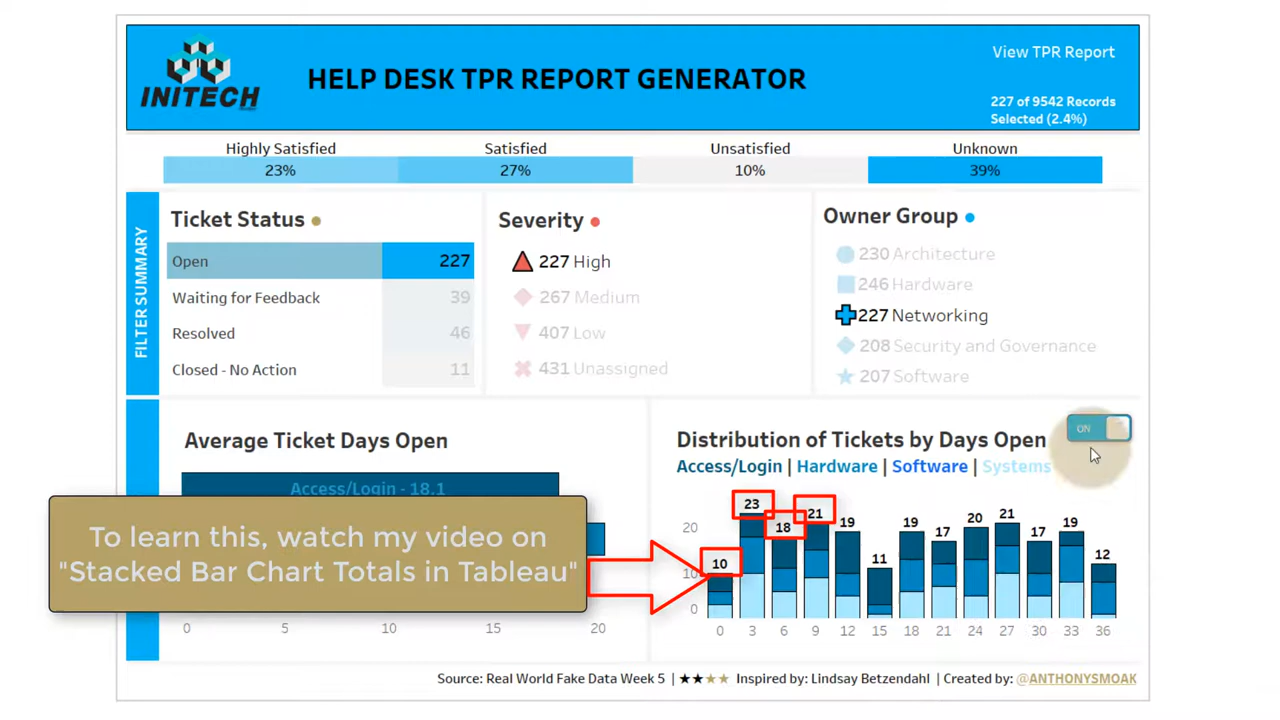 INITECH
HELP DESK TPR REPORT GENERATOR
View TPR Report
227 of 9542 Records
Selected (2.4%)
Highly Satisfied
Satisfied
Unsatisfied
Unknown
23%
27%
10%
39%
FILTER SUMMARY
Ticket Status
Open 227
Waiting for Feedback 39
Resolved 46
Closed - No Action 11
Severity
227 High
267 Medium
407 Low
431 Unassigned
Owner Group
230 Architecture
246 Hardware
227 Networking
208 Security and Governance
207 Software
Average Ticket Days Open
Access/Login - 18.1
0 5 10 15 20
To learn this, watch my video on
"Stacked Bar Chart Totals in Tableau"
ON
Distribution of Tickets by Days Open
Access/Login | Hardware | Software | Systems
20
10
0
10 23 18 21 19 11 19 17 20 21 17 19 12
0 3 6 9 12 15 18 21 24 27 30 33 36
Source: Real World Fake Data Week 5 | ★★★★ Inspired by: Lindsay Betzendahl | Created by: @ANTHONYSMOAK